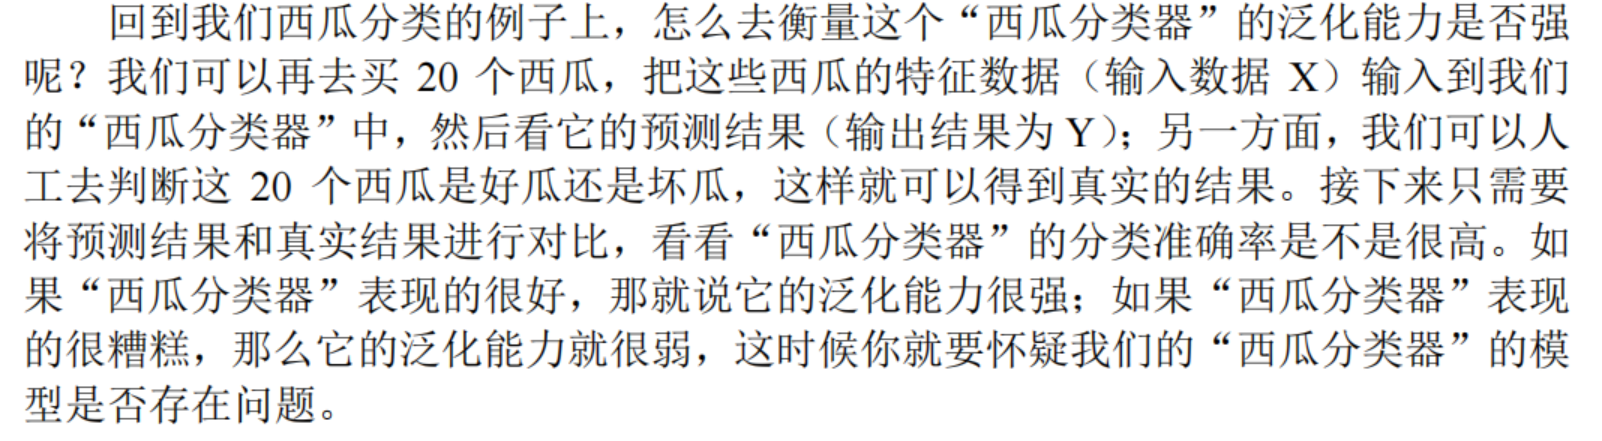 回到我们西瓜分类的例子上，怎么去衡量这个“西瓜分类器”的泛化能力是否强
呢？我们可以再去买 20 个西瓜，把这些西瓜的特征数据（输入数据 X）输入到我们
的“西瓜分类器”中，然后看它的预测结果（输出结果为 Y）；另一方面，我们可以人
工去判断这 20 个西瓜是好瓜还是坏瓜，这样就可以得到真实的结果。接下来只需要
将预测结果和真实结果进行对比，看看“西瓜分类器”的分类准确率是不是很高。如
果“西瓜分类器”表现的很好，那就说它的泛化能力很强；如果“西瓜分类器”表现
的很糟糕，那么它的泛化能力就很弱，这时候你就要怀疑我们的“西瓜分类器”的模
型是否存在问题。